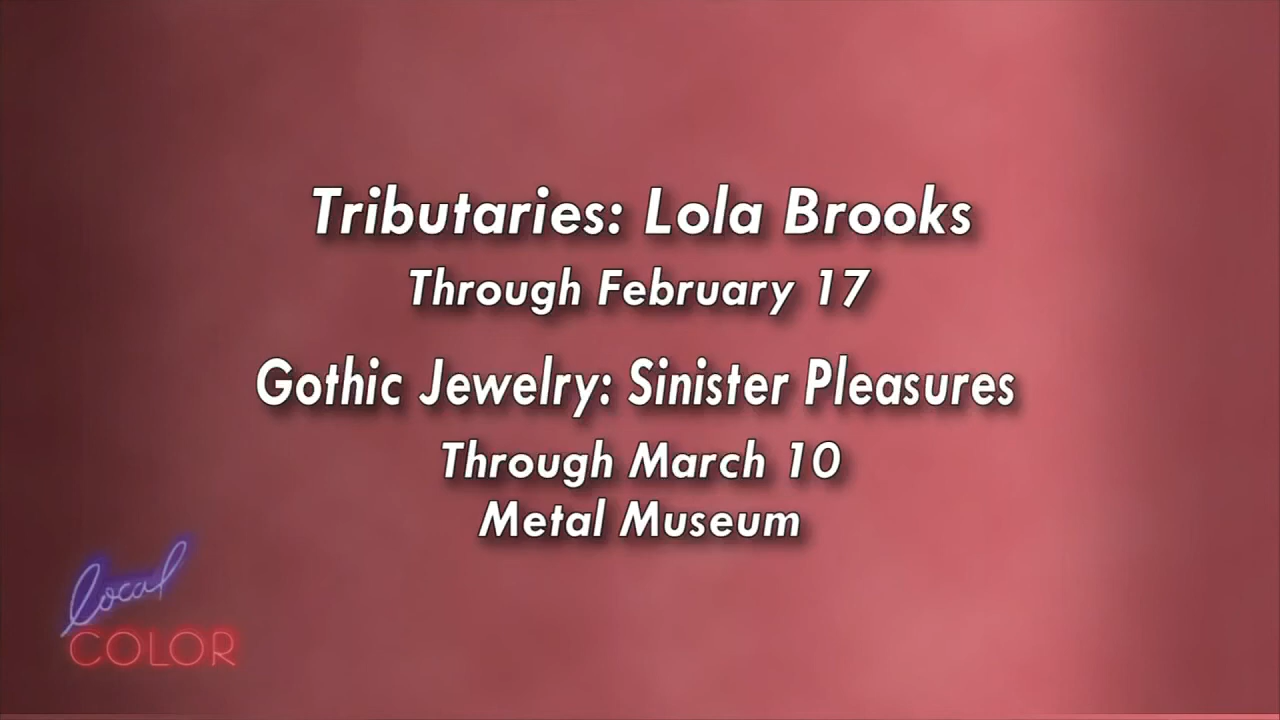 Tributaries: Lola Brooks
Through February 17
Gothic Jewelry: Sinister Pleasures
Through March 10
Metal Museum
local
COLOR